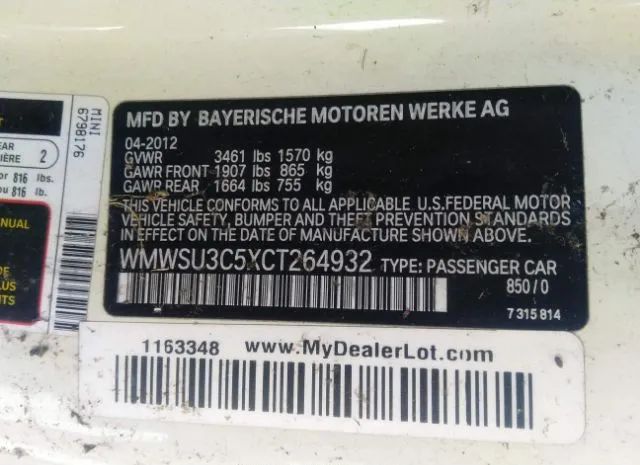 MFD BY BAYERISCHE MOTOREN WERKE AG
04-2012
GVWR 3461 lbs 1570 kg
GAWR FRONT 1907 lbs 865 kg
GAWR REAR 1664 lbs 755 kg
THIS VEHICLE CONFORMS TO ALL APPLICABLE U.S.FEDERAL MOTOR
VEHICLE SAFETY, BUMPER AND THEFT PREVENTION STANDARDS
IN EFFECT ON THE DATE OF MANUFACTURE SHOWN ABOVE.
WMWSU3C5XCT264932 TYPE: PASSENGER CAR
850/0
7 315 814
MINI
6798176
2
816 lbs.
816 lb.
1163348 www.MyDealerLot.com